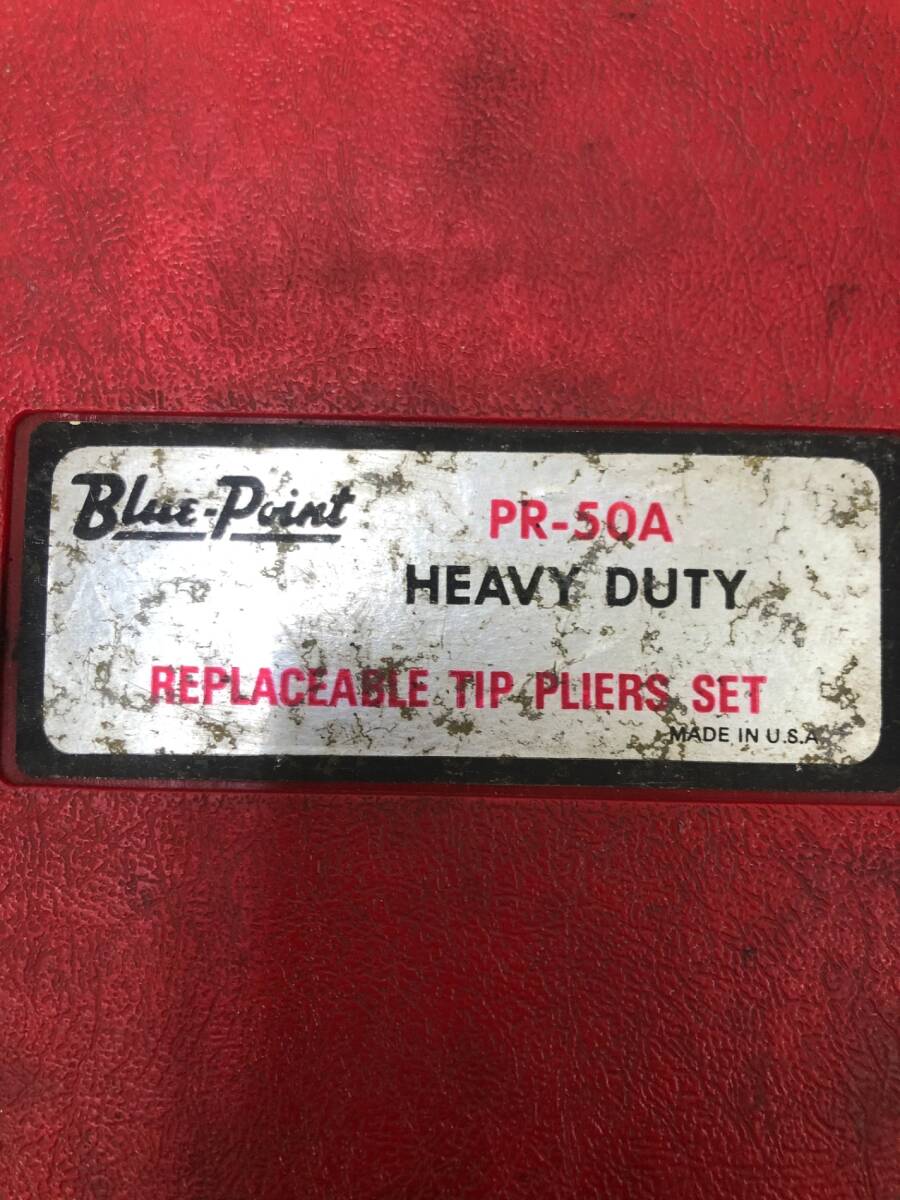 Blue-Point
PR-50A
HEAVY DUTY
REPLACEABLE TIP PLIERS SET
MADE IN U.S.A.